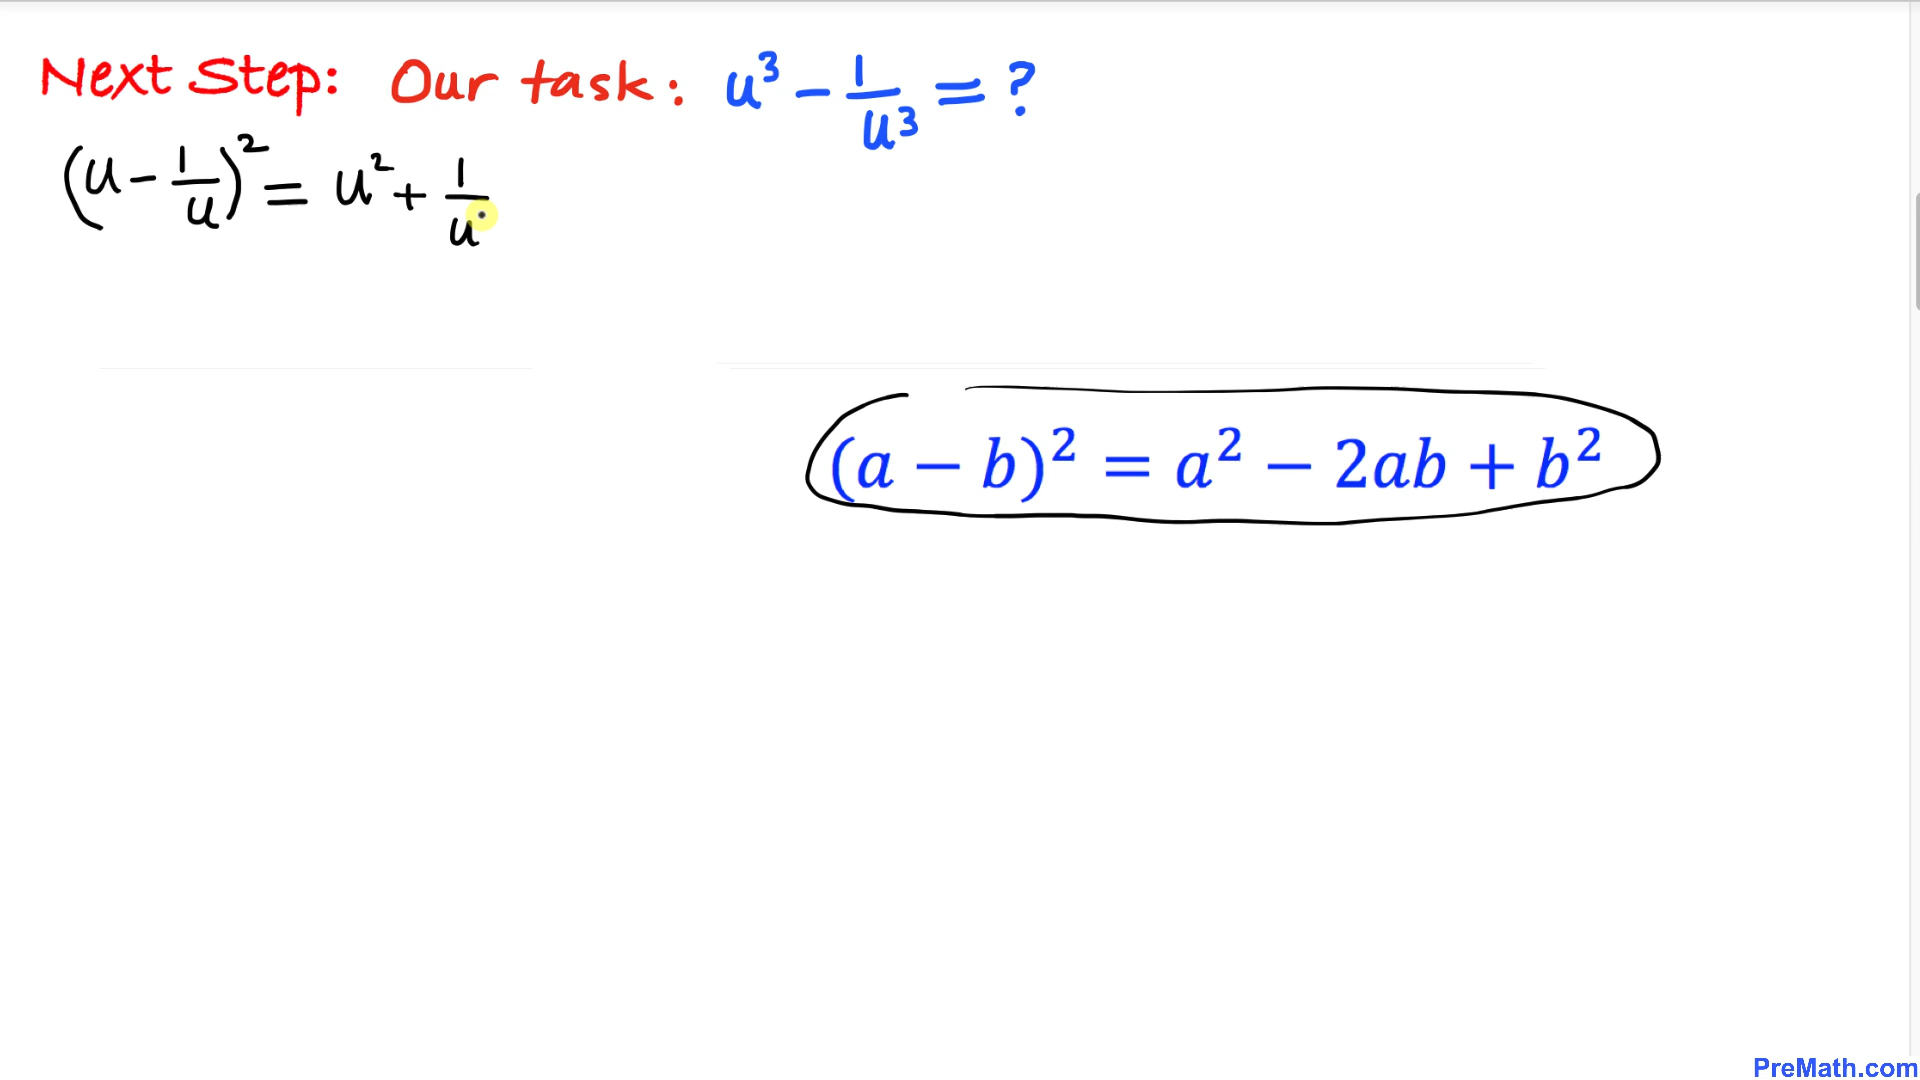 Next Step: Our task: u³ - 1/u³ = ?
(u - 1/u)² = u² + 1/u
(a − b)² = a² − 2ab + b²
PreMath.com